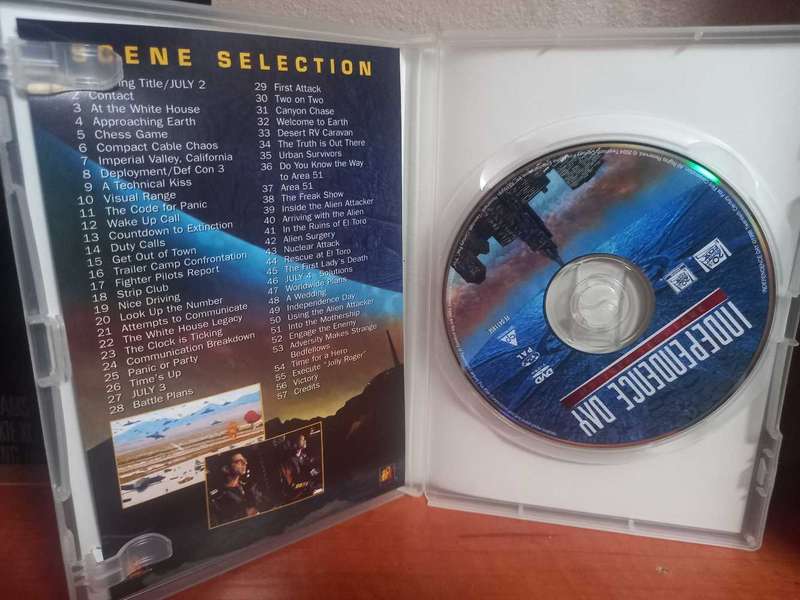 SCENE SELECTION
ing Title/JULY 2
2 Contact
3 At the White House
4 Approaching Earth
5 Chess Game
6 Compact Cable Chaos
7 Imperial Valley, California
8 Deployment/Def Con 3
9 A Technical Kiss
10 Visual Range
11 The Code for Panic
12 Wake Up Call
13 Countdown to Extinction
14 Duty Calls
15 Get Out of Town
16 Trailer Camp Confrontation
17 Fighter Pilots Report
18 Strip Club
19 Nice Driving
20 Look Up the Number
21 Attempts to Communicate
22 The White House Legacy
23 The Clock is Ticking
24 Communication Breakdown
25 Panic or Party
26 Time's Up
27 JULY 3
28 Battle Plans
29 First Attack
30 Two on Two
31 Canyon Chase
32 Welcome to Earth
33 Desert RV Caravan
34 The Truth is Out There
35 Urban Survivors
36 Do You Know the Way
to Area 51
37 Area 51
38 The Freak Show
39 Inside the Alien Attacker
40 Arriving with the Alien
41 In the Ruins of El Toro
42 Alien Surgery
43 Nuclear Attack
44 Rescue at El Toro
45 The First Lady's Death
46 JULY 4 - Solutions
47 Worldwide Plans
48 A Wedding
49 Independence Day
50 Using the Alien Attacker
51 Into the Mothership
52 Engage the Enemy
53 Adversity Makes Strange
Bedfellows
54 Time for a Hero
55 Execute "Jolly Roger"
56 Victory
57 Credits
INDEPENDENCE DAY
DVD
PAL